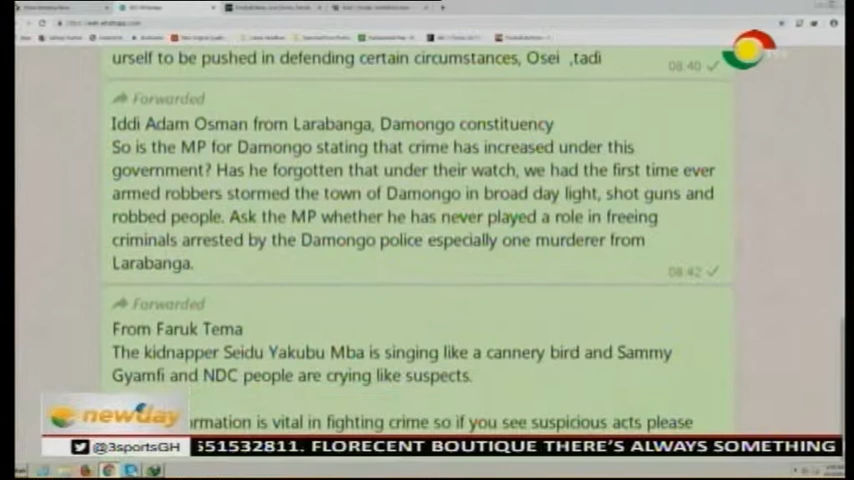 urself to be pushed in defending certain circumstances, Osei ,tadi
08.40
Forwarded
Iddi Adam Osman from Larabanga, Damongo constituency
So is the MP for Damongo stating that crime has increased under this
government? Has he forgotten that under their watch, we had the first time ever
armed robbers stormed the town of Damongo in broad day light, shot guns and
robbed people. Ask the MP whether he has never played a role in freeing
criminals arrested by the Damongo police especially one murderer from
Larabanga.
08.42
Forwarded
From Faruk Tema
The kidnapper Seidu Yakubu Mba is singing like a cannery bird and Sammy
Gyamfi and NDC people are crying like suspects.
ormation is vital in fighting crime so if you see suspicious acts please
newday
@3sportsGH
551532811. FLORECENT BOUTIQUE THERE'S ALWAYS SOMETHING